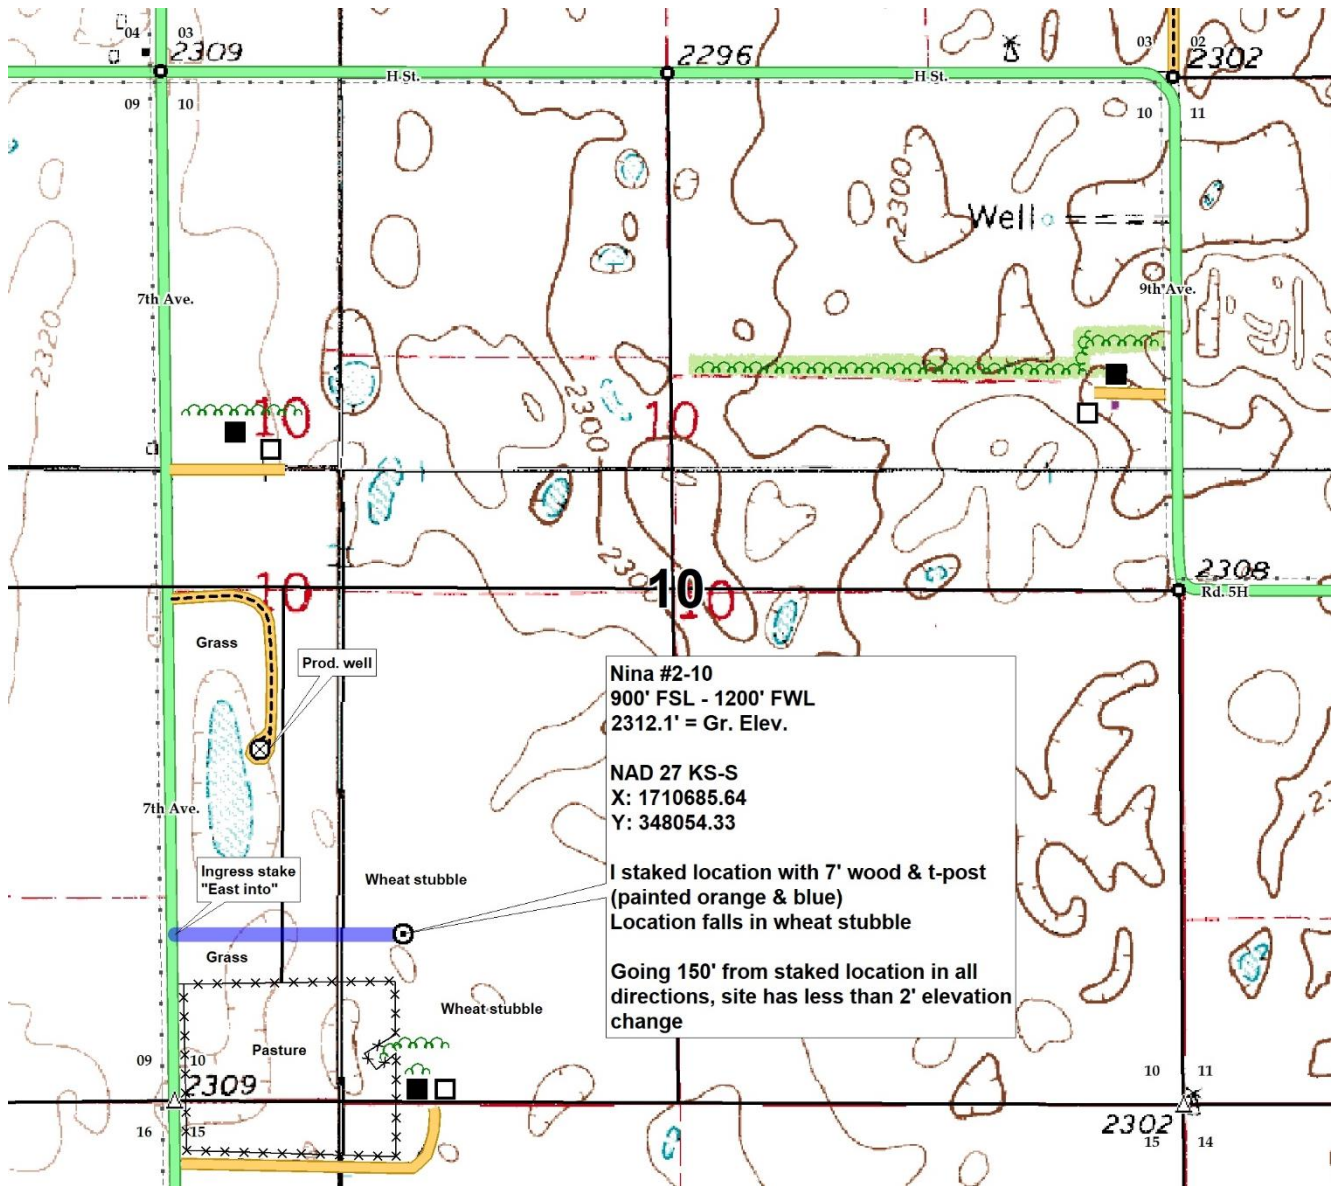 04 03
2309
2296
03 02
2302
H St.
H St.
09 10
10 11
2300
Well
7th Ave.
9th Ave.
2320
2300
10
10
2308
Rd. 5H
10
10
10
Grass
Prod. well
Nina #2-10
900' FSL - 1200' FWL
2312.1' = Gr. Elev.
NAD 27 KS-S
X: 1710685.64
Y: 348054.33
I staked location with 7' wood & t-post
(painted orange & blue)
Location falls in wheat stubble
Going 150' from staked location in all
directions, site has less than 2' elevation
change
7th Ave.
Ingress stake
"East into"
Wheat stubble
Grass
Wheat stubble
Pasture
09 10
2309
10 11
2302
16 15
15 14